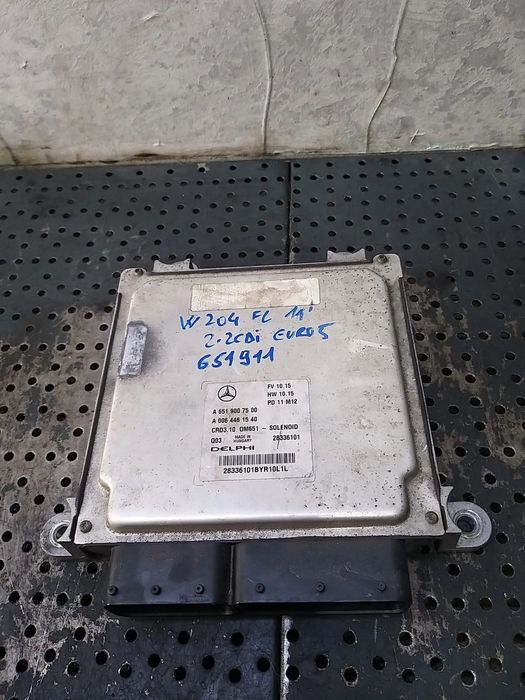 W204 FL 11'
2.2CDi EURO5
651911
FV 10.15
HW 10.15
PD 11 M12
A 651 900 75 00
A 006 446 15 40
CRD3.10 OM651 - SOLENOID
Q03 MADE IN HUNGARY 28336101
DELPHI
28336101BYR10L1L